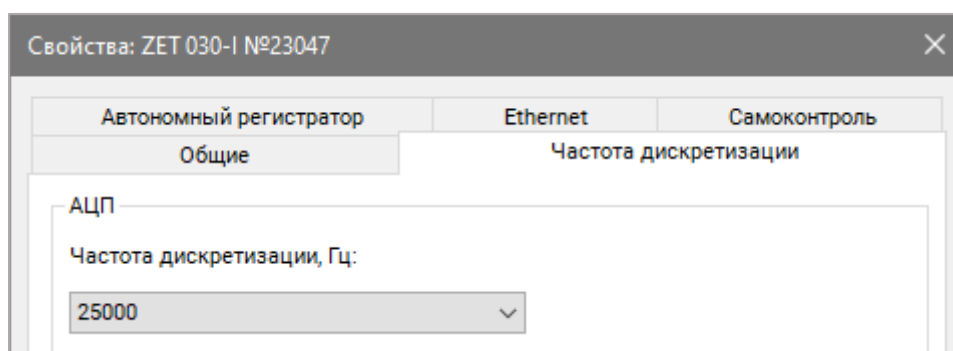 Свойства: ZET 030-I №23047
Автономный регистратор Ethernet Самоконтроль
Общие Частота дискретизации
АЦП
Частота дискретизации, Гц:
25000